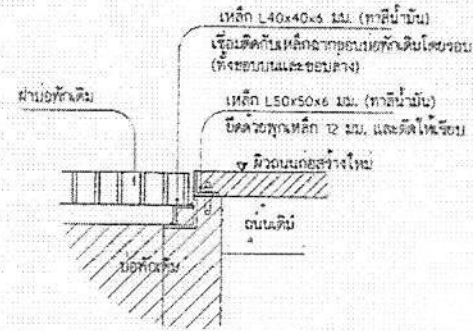 เหล็ก L40x40x6 มม. (ทาสีน้ำมัน)
เชื่อมติดกับเหล็กฉากขอบบ่อพักเดิมโดยรอบ
(ทั้งขอบบนและขอบล่าง)
ฝาบ่อพักเดิม
เหล็ก L50x50x6 มม. (ทาสีน้ำมัน)
ยึดด้วยพุกเหล็ก 12 มม. และตัดให้เรียบ
ผิวถนนก่อสร้างใหม่
ถนนเดิม
บ่อพักเดิม